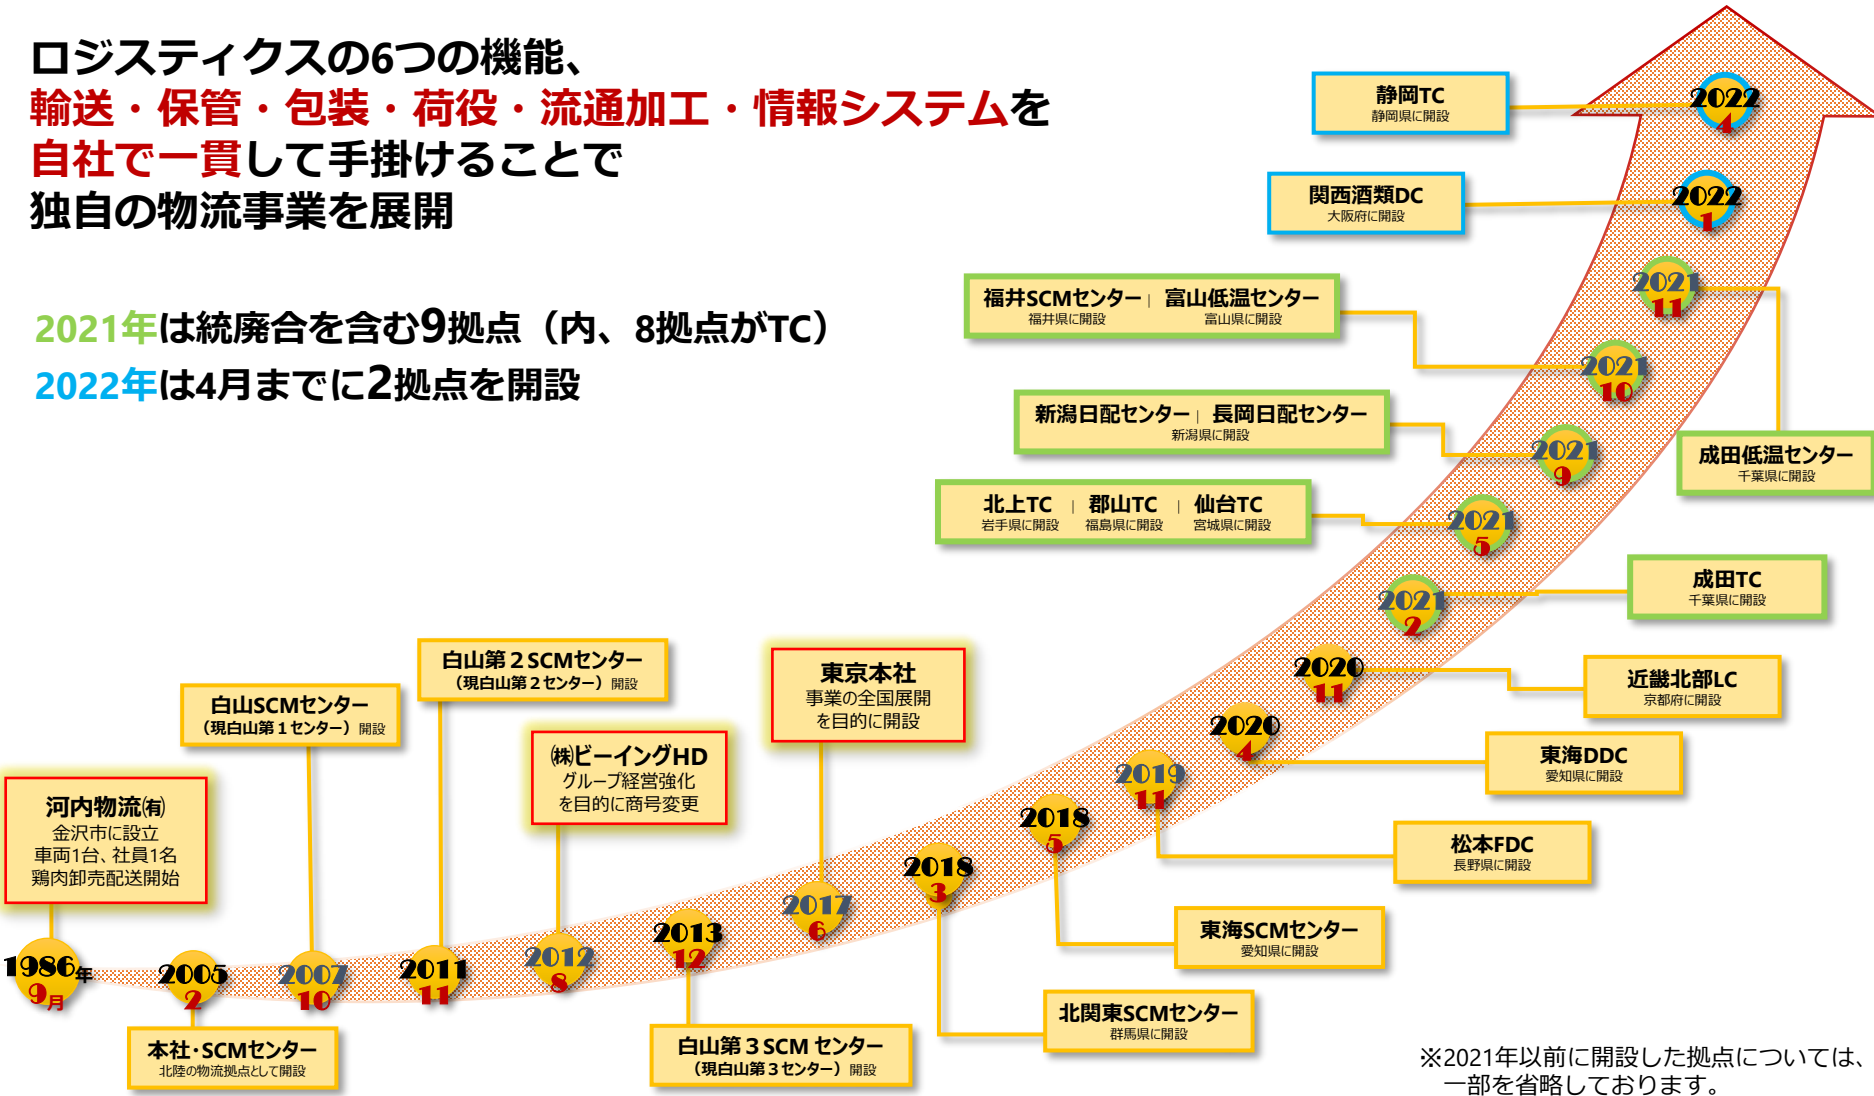 ロジスティクスの6つの機能、
輸送・保管・包装・荷役・流通加工・情報システムを
自社で一貫して手掛けることで
独自の物流事業を展開
2021年は統廃合を含む9拠点（内、8拠点がTC）
2022年は4月までに2拠点を開設
静岡TC
静岡県に開設
2022
4
関西酒類DC
大阪府に開設
2022
1
2021
11
成田低温センター
千葉県に開設
福井SCMセンター | 富山低温センター
福井県に開設 富山県に開設
2021
10
新潟日配センター | 長岡日配センター
新潟県に開設
2021
9
北上TC | 郡山TC | 仙台TC
岩手県に開設 福島県に開設 宮城県に開設
2021
5
成田TC
千葉県に開設
2021
2
近畿北部LC
京都府に開設
2020
11
東海DDC
愛知県に開設
2020
4
松本FDC
長野県に開設
2019
11
東海SCMセンター
愛知県に開設
2018
5
北関東SCMセンター
群馬県に開設
2018
3
東京本社
事業の全国展開
を目的に開設
2017
6
白山第３SCM センター
（現白山第３センター）開設
2013
12
㈱ビーイングHD
グループ経営強化
を目的に商号変更
2012
8
白山第２SCMセンター
（現白山第２センター）開設
2011
11
白山SCMセンター
（現白山第１センター）開設
2007
10
本社・SCMセンター
北陸の物流拠点として開設
2005
2
河内物流㈲
金沢市に設立
車両1台、社員1名
鶏肉卸売配送開始
1986年
9月
※2021年以前に開設した拠点については、
一部を省略しております。